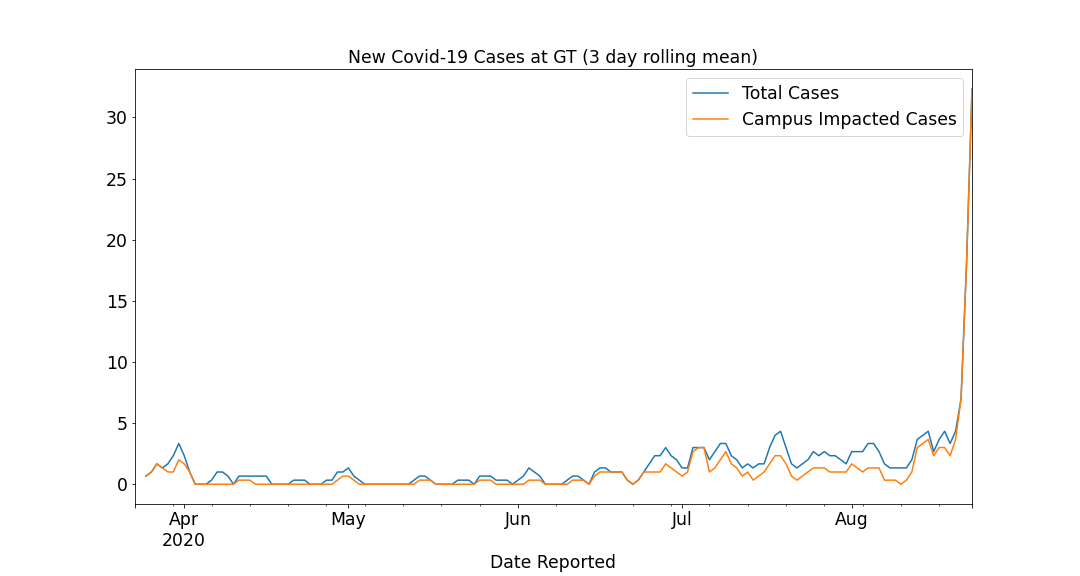 New Covid-19 Cases at GT (3 day rolling mean)
Total Cases
Campus Impacted Cases
30
25
20
15
10
5
0
Apr
2020
May
Jun
Jul
Aug
Date Reported